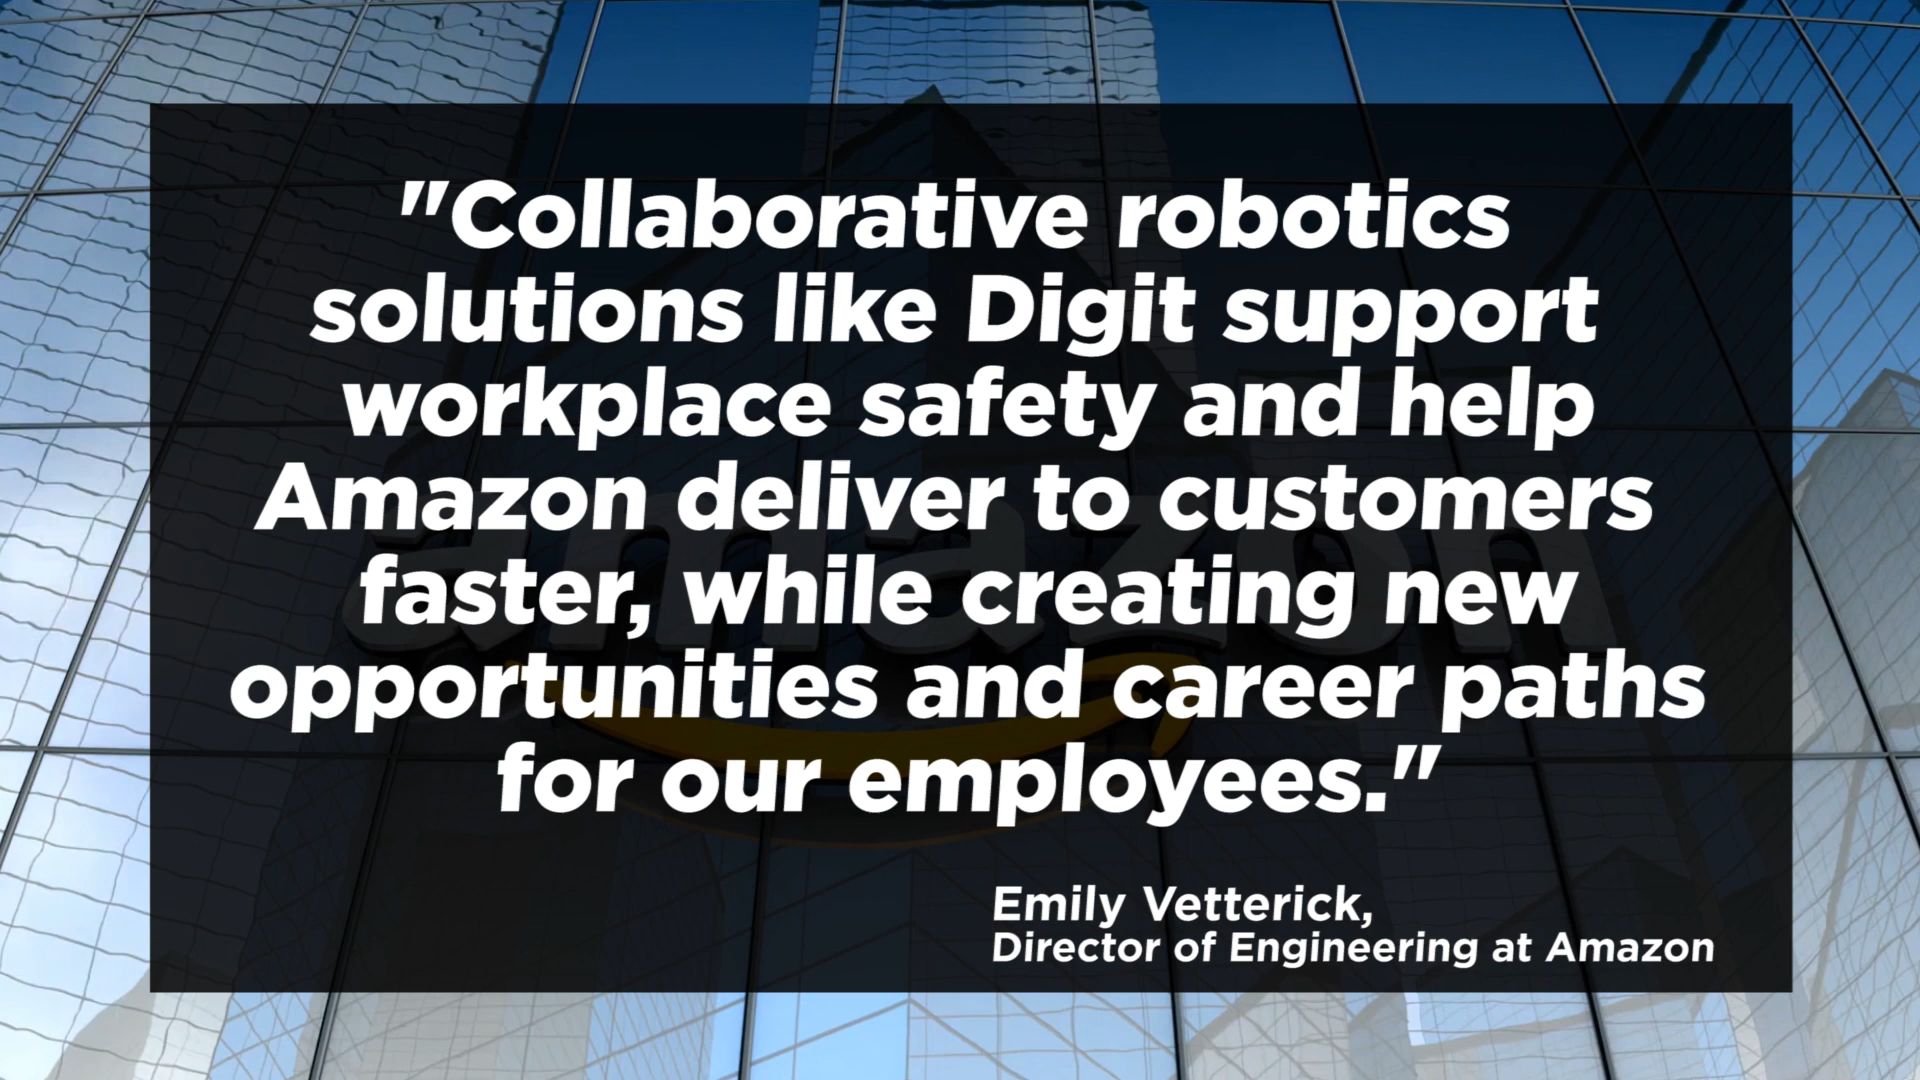 "Collaborative robotics
solutions like Digit support
workplace safety and help
Amazon deliver to customers
faster, while creating new
opportunities and career paths
for our employees."
Emily Vetterick,
Director of Engineering at Amazon
amazon